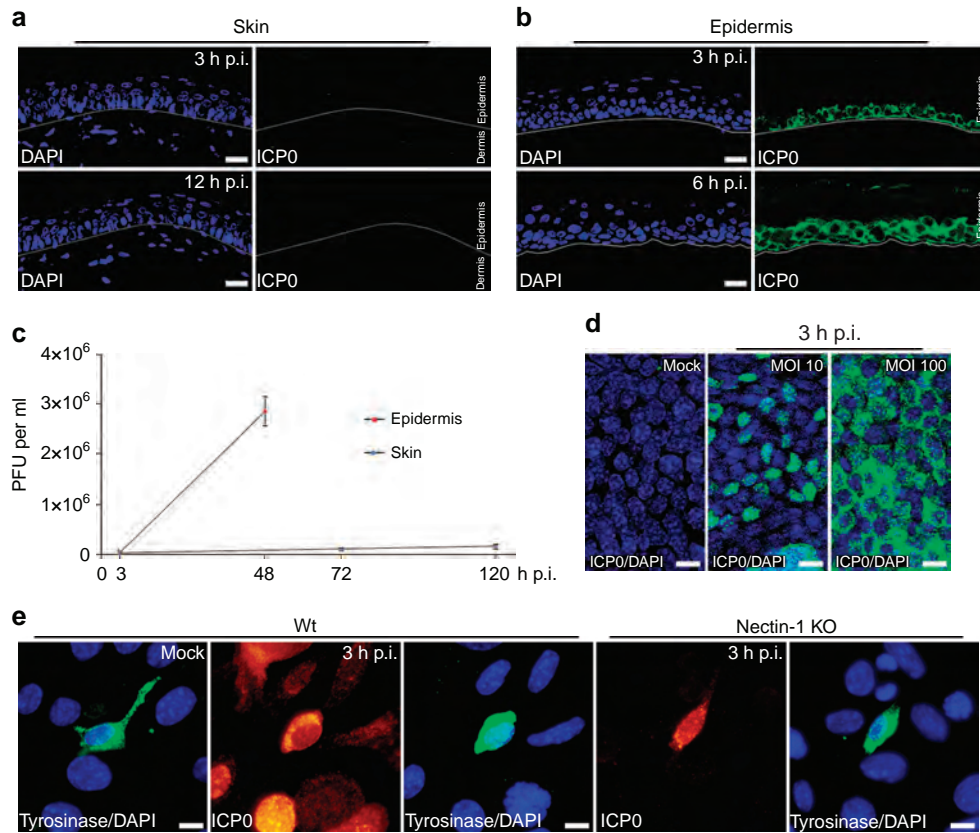 a
Skin
3 h p.i.
DAPI
ICP0
Dermis / Epidermis
12 h p.i.
DAPI
ICP0
Dermis / Epidermis
b
Epidermis
3 h p.i.
DAPI
ICP0
Epidermis
6 h p.i.
DAPI
ICP0
Epidermis
c
PFU per ml
4×10⁶
3×10⁶
2×10⁶
1×10⁶
0
0 3 48 72 120 h p.i.
Epidermis
Skin
d
3 h p.i.
Mock
ICP0/DAPI
MOI 10
ICP0/DAPI
MOI 100
ICP0/DAPI
e
Wt
Mock
Tyrosinase/DAPI
3 h p.i.
ICP0
Tyrosinase/DAPI
Nectin-1 KO
3 h p.i.
ICP0
Tyrosinase/DAPI